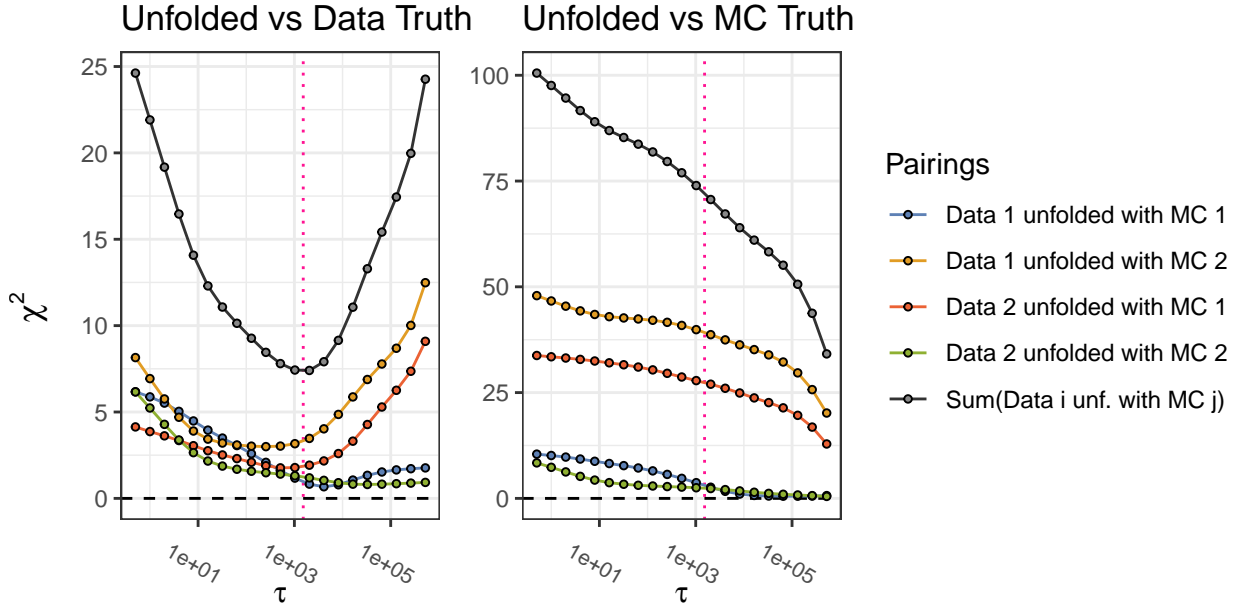 Unfolded vs Data Truth
Unfolded vs MC Truth
χ²
25
20
15
10
5
0
1e+01
1e+03
1e+05
τ
100
75
50
25
0
1e+01
1e+03
1e+05
τ
Pairings
Data 1 unfolded with MC 1
Data 1 unfolded with MC 2
Data 2 unfolded with MC 1
Data 2 unfolded with MC 2
Sum(Data i unf. with MC j)